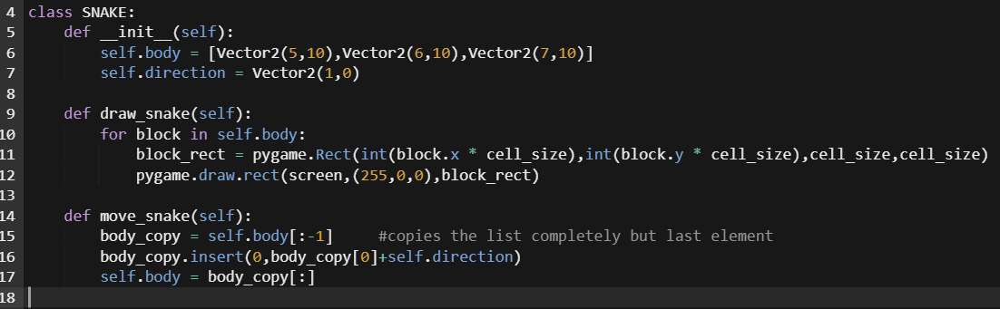 4 class SNAKE:
5     def __init__(self):
6         self.body = [Vector2(5,10),Vector2(6,10),Vector2(7,10)]
7         self.direction = Vector2(1,0)
8
9     def draw_snake(self):
10         for block in self.body:
11             block_rect = pygame.Rect(int(block.x * cell_size),int(block.y * cell_size),cell_size,cell_size)
12             pygame.draw.rect(screen,(255,0,0),block_rect)
13
14     def move_snake(self):
15         body_copy = self.body[:-1]     #copies the list completely but last element
16         body_copy.insert(0,body_copy[0]+self.direction)
17         self.body = body_copy[:]
18